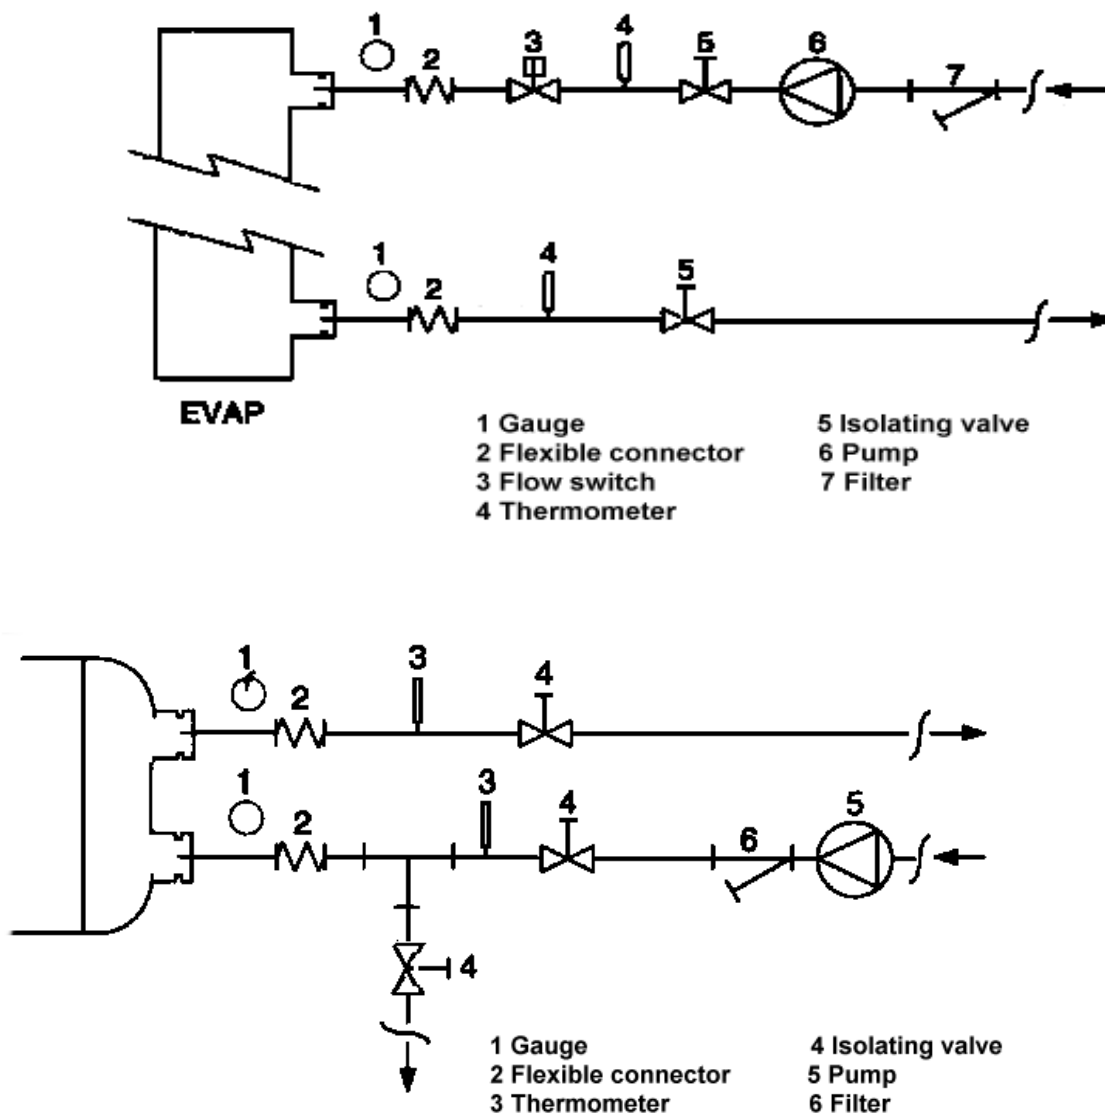 1 2 3 4 5 6 7
1 2 4 5
EVAP
1 Gauge 5 Isolating valve
2 Flexible connector 6 Pump
3 Flow switch 7 Filter
4 Thermometer
1 2 3 4
1 2 3 4 6 5
4
1 Gauge 4 Isolating valve
2 Flexible connector 5 Pump
3 Thermometer 6 Filter